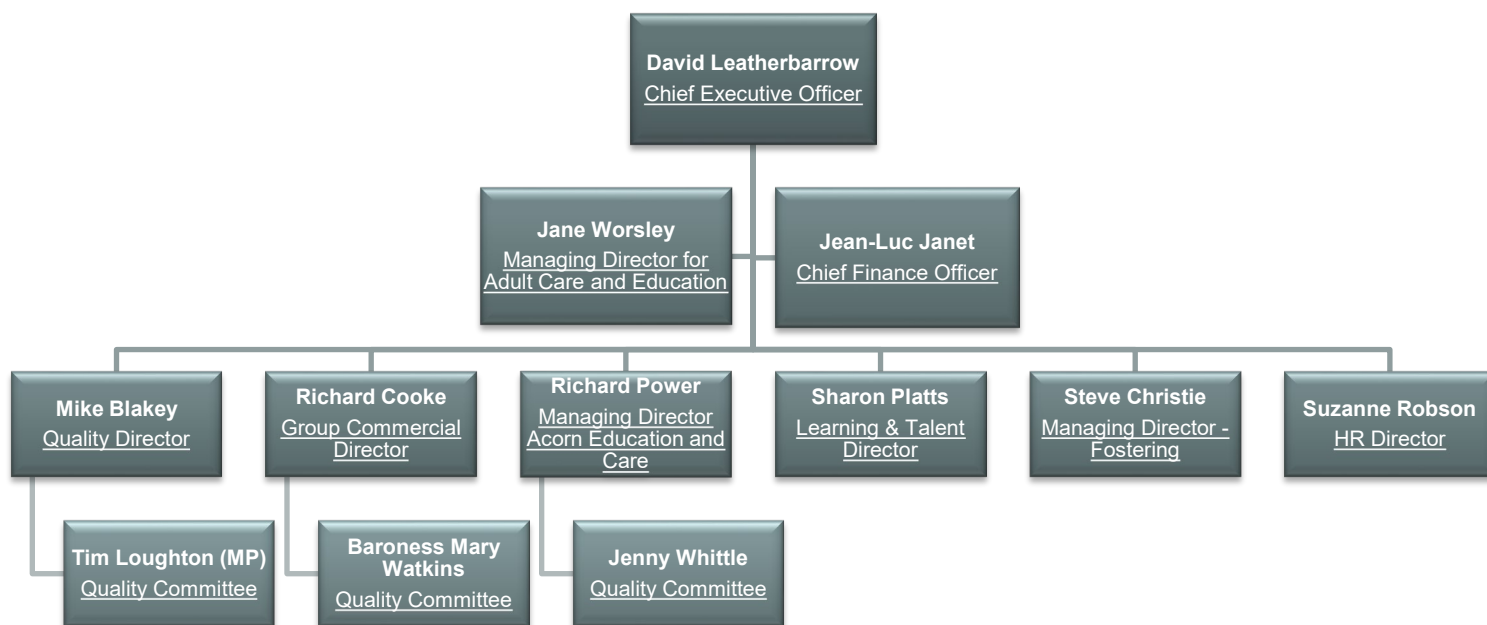 David Leatherbarrow
Chief Executive Officer
Jane Worsley
Managing Director for
Adult Care and Education
Jean-Luc Janet
Chief Finance Officer
Mike Blakey
Quality Director
Richard Cooke
Group Commercial
Director
Richard Power
Managing Director
Acorn Education and
Care
Sharon Platts
Learning & Talent
Director
Steve Christie
Managing Director -
Fostering
Suzanne Robson
HR Director
Tim Loughton (MP)
Quality Committee
Baroness Mary
Watkins
Quality Committee
Jenny Whittle
Quality Committee